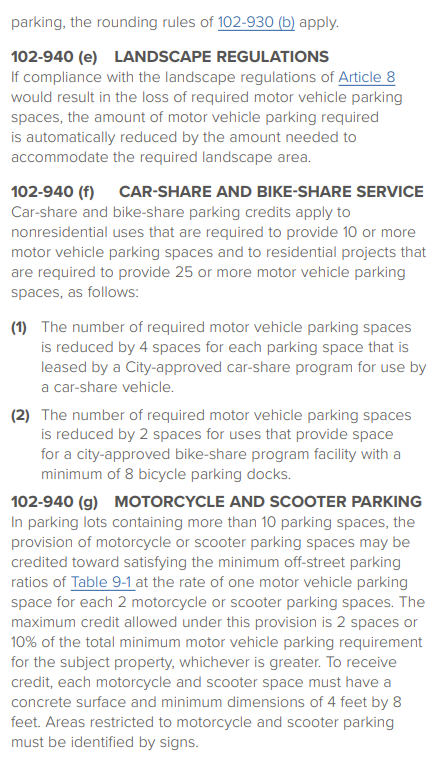 parking, the rounding rules of 102-930 (b) apply.
102-940 (e) LANDSCAPE REGULATIONS
If compliance with the landscape regulations of Article 8
would result in the loss of required motor vehicle parking
spaces, the amount of motor vehicle parking required
is automatically reduced by the amount needed to
accommodate the required landscape area.
102-940 (f) CAR-SHARE AND BIKE-SHARE SERVICE
Car-share and bike-share parking credits apply to
nonresidential uses that are required to provide 10 or more
motor vehicle parking spaces and to residential projects that
are required to provide 25 or more motor vehicle parking
spaces, as follows:
(1) The number of required motor vehicle parking spaces
is reduced by 4 spaces for each parking space that is
leased by a City-approved car-share program for use by
a car-share vehicle.
(2) The number of required motor vehicle parking spaces
is reduced by 2 spaces for uses that provide space
for a city-approved bike-share program facility with a
minimum of 8 bicycle parking docks.
102-940 (g) MOTORCYCLE AND SCOOTER PARKING
In parking lots containing more than 10 parking spaces, the
provision of motorcycle or scooter parking spaces may be
credited toward satisfying the minimum off-street parking
ratios of Table 9-1 at the rate of one motor vehicle parking
space for each 2 motorcycle or scooter parking spaces. The
maximum credit allowed under this provision is 2 spaces or
10% of the total minimum motor vehicle parking requirement
for the subject property, whichever is greater. To receive
credit, each motorcycle and scooter space must have a
concrete surface and minimum dimensions of 4 feet by 8
feet. Areas restricted to motorcycle and scooter parking
must be identified by signs.